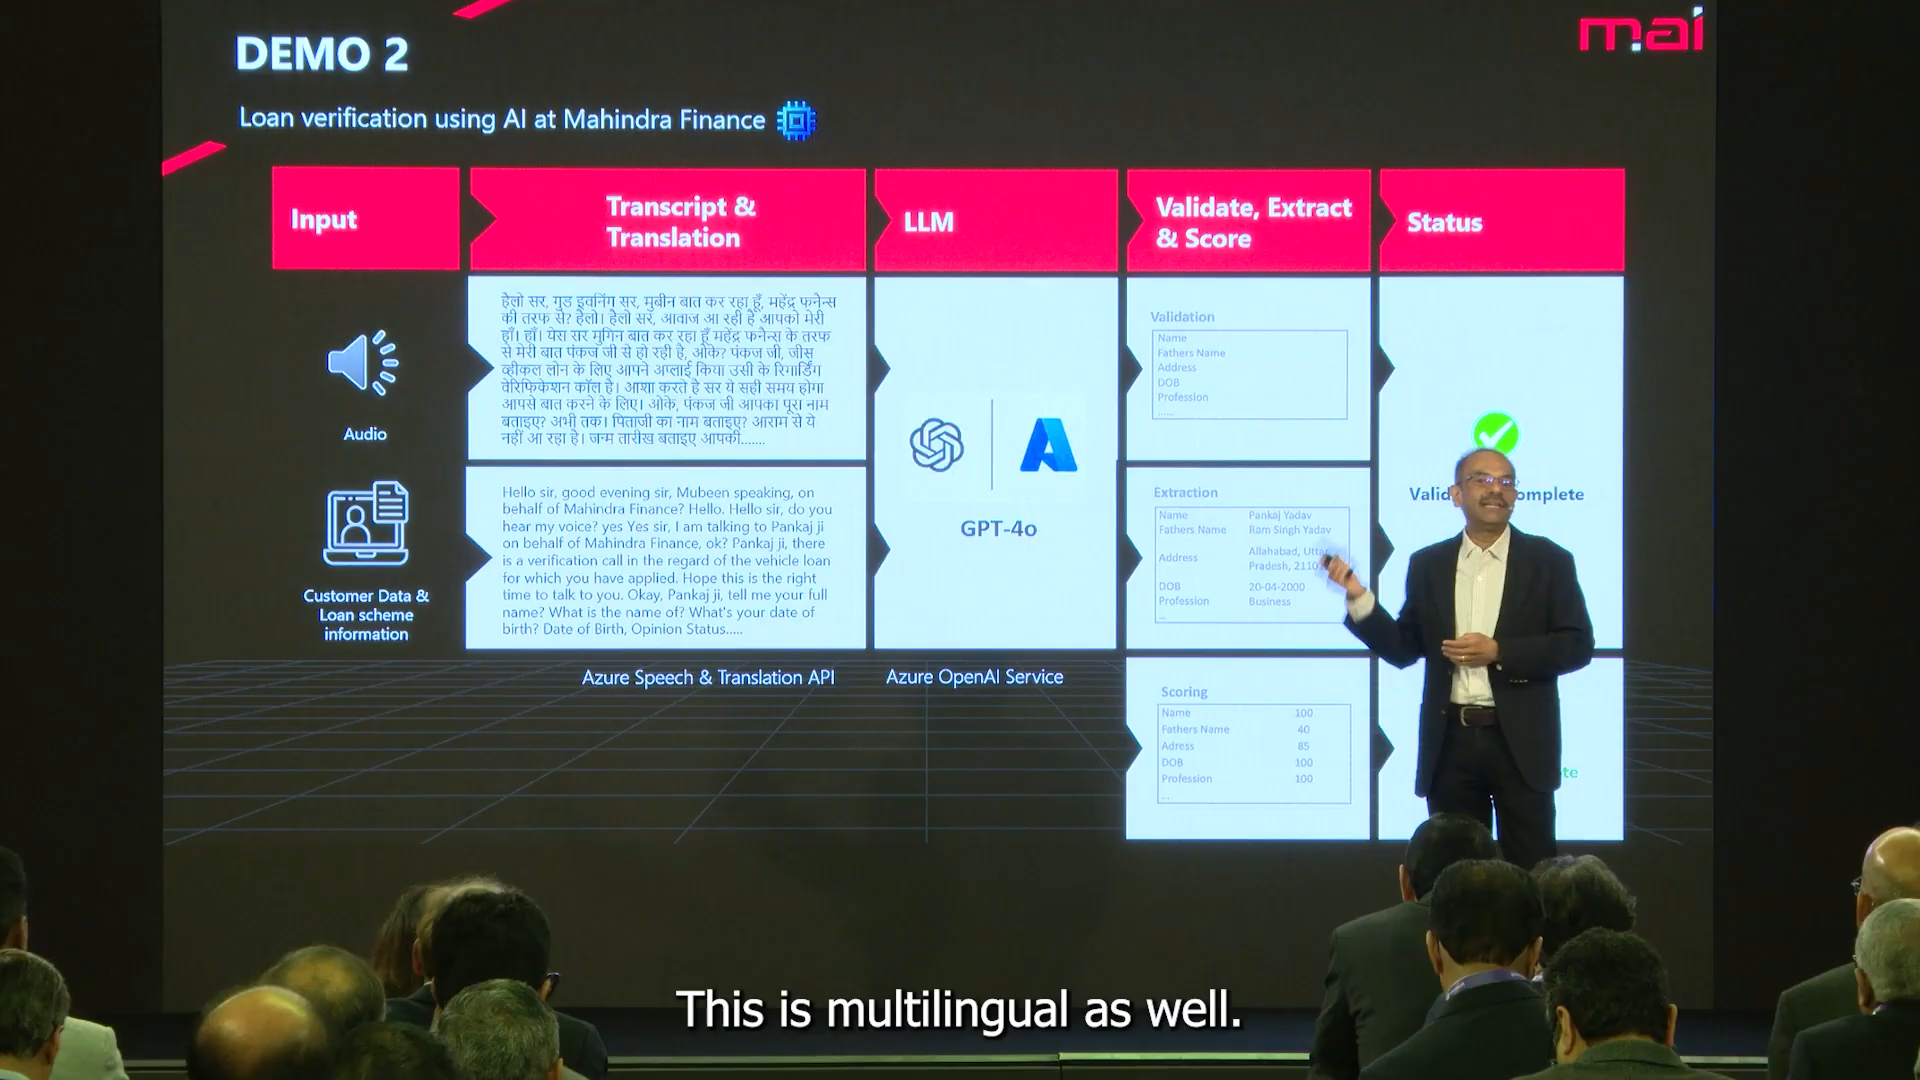 DEMO 2
m.ai
Loan verification using AI at Mahindra Finance
Input
Transcript &
Translation
LLM
Validate, Extract
& Score
Status
Audio
Customer Data &
Loan scheme
information
हैलो सर, गुड इवनिंग सर, मुबीन बात कर रहा हूँ, महेंद्र फनैन्स
की तरफ से? हेलो। हैलो सर, आवाज आ रही है आपको मेरी
हाँ। हाँ। येस सर मुगिन बात कर रहा हूँ महेंद्र फनैन्स के तरफ
से मेरी बात पंकज जी से हो रही है, ओके? पंकज जी, जीस
व्हीकल लोन के लिए आपने अप्लाई किया उसी के रिगार्डिंग
वेरिफिकेशन कॉल है। आशा करते है सर ये सही समय होगा
आपसे बात करने के लिए। ओके, पंकज जी आपका पूरा नाम
बताइए? अभी तक। पिताजी का नाम बताइए? आराम से ये
नहीं आ रहा है। जन्म तारीख बताइए आपकी.......
Hello sir, good evening sir, Mubeen speaking, on
behalf of Mahindra Finance? Hello. Hello sir, do you
hear my voice? yes Yes sir, I am talking to Pankaj ji
on behalf of Mahindra Finance, ok? Pankaj ji, there
is a verification call in the regard of the vehicle loan
for which you have applied. Hope this is the right
time to talk to you. Okay, Pankaj ji, tell me your full
name? What is the name of? What's your date of
birth? Date of Birth, Opinion Status.....
Azure Speech & Translation API
GPT-4o
Azure OpenAI Service
Validation
Name
Fathers Name
Address
DOB
Profession
......
Extraction
Name Pankaj Yadav
Fathers Name Ram Singh Yadav
Address Allahabad, Uttar
Pradesh,
DOB 20-04-2000
Profession Business
...
Scoring
Name 100
Fathers Name 40
Adress 85
DOB 100
Profession 100
...
This is multilingual as well.